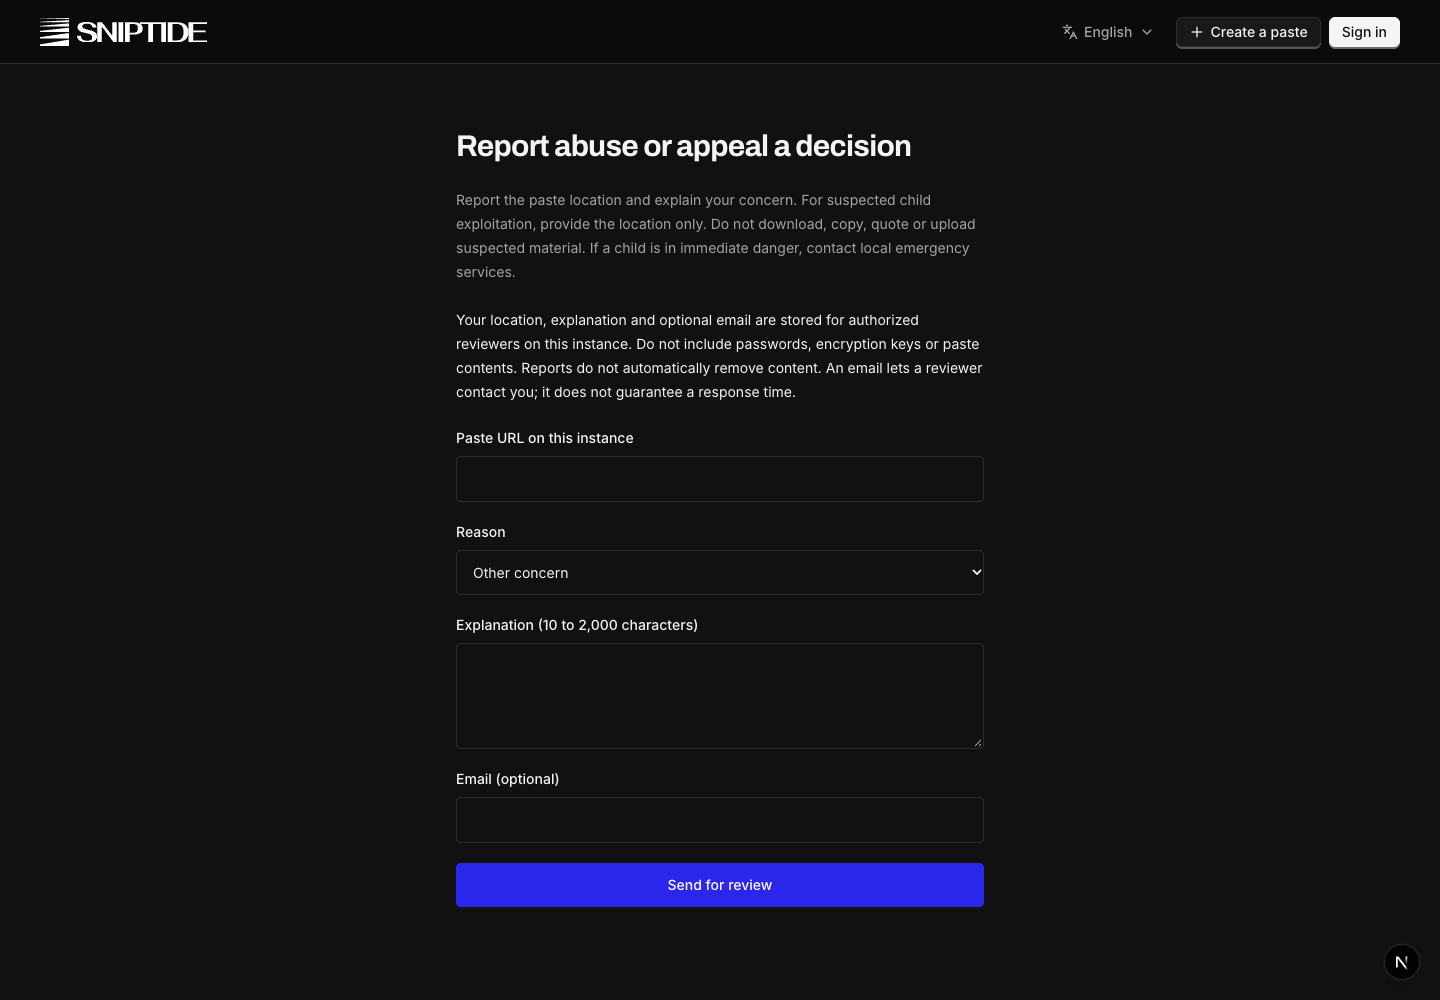 SNIPTIDE
English
Create a paste
Sign in
Report abuse or appeal a decision
Report the paste location and explain your concern. For suspected child
exploitation, provide the location only. Do not download, copy, quote or upload
suspected material. If a child is in immediate danger, contact local emergency
services.
Your location, explanation and optional email are stored for authorized
reviewers on this instance. Do not include passwords, encryption keys or paste
contents. Reports do not automatically remove content. An email lets a reviewer
contact you; it does not guarantee a response time.
Paste URL on this instance
Reason
Other concern
Explanation (10 to 2,000 characters)
Email (optional)
Send for review
N